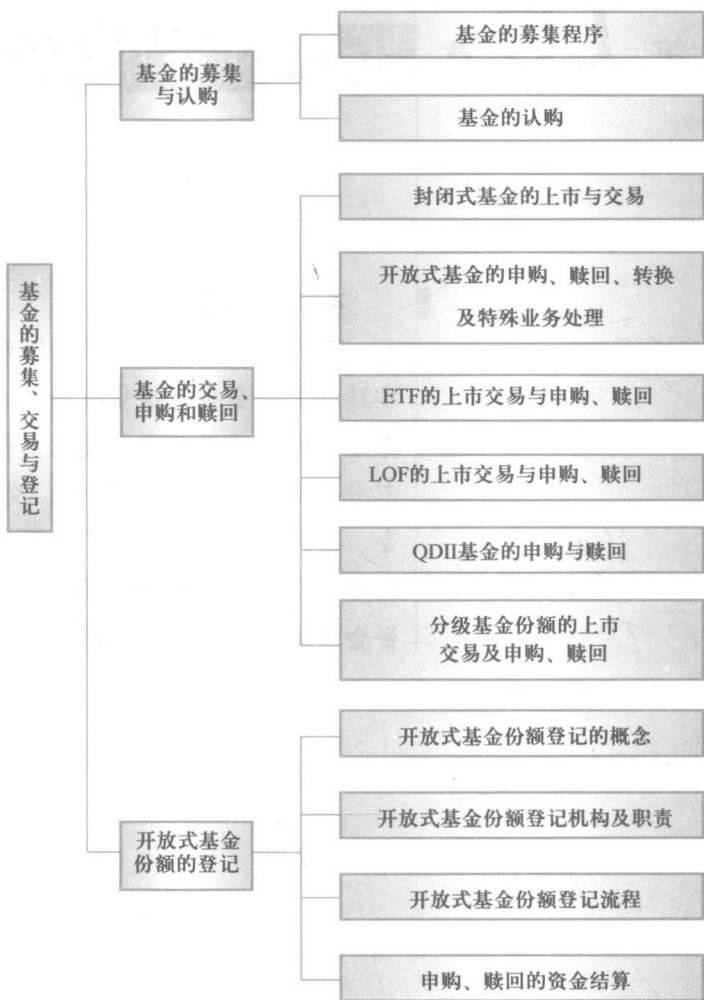 基金的募集、交易与登记
基金的募集
与认购
基金的募集程序
基金的认购
基金的交易、
申购和赎回
封闭式基金的上市与交易
开放式基金的申购、赎回、转换
及特殊业务处理
ETF的上市交易与申购、赎回
LOF的上市交易与申购、赎回
QDII基金的申购与赎回
分级基金份额的上市
交易及申购、赎回
开放式基金
份额的登记
开放式基金份额登记的概念
开放式基金份额登记机构及职责
开放式基金份额登记流程
申购、赎回的资金结算